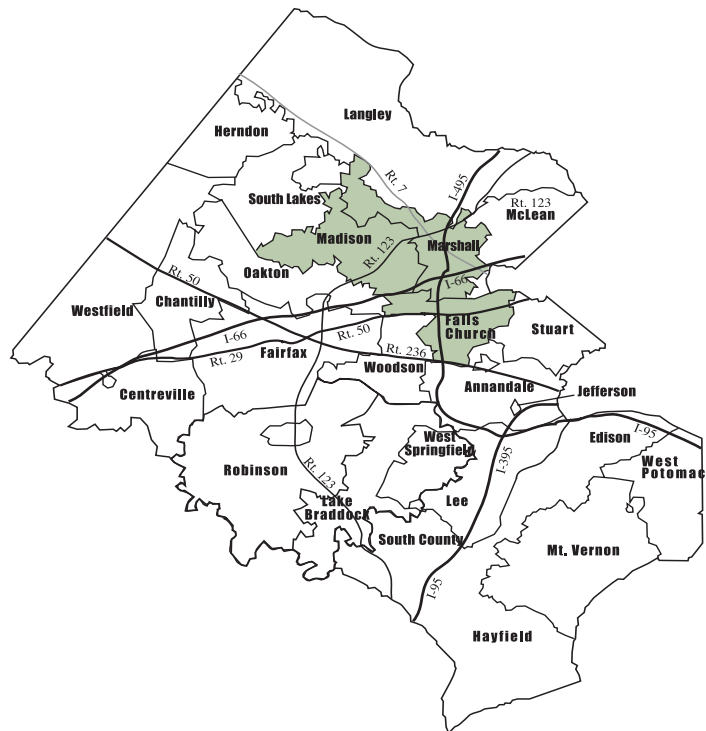 Langley
Herndon
Rt. 7
I-495
South Lakes
Rt. 123
McLean
Madison
Rt. 123
Marshall
Oakton
Rt. 50
I-66
Westfield
Chantilly
Falls
Church
Stuart
I-66
Rt. 50
Rt. 29
Fairfax
Rt. 236
Woodson
Annandale
Jefferson
Centreville
West
Springfield
Edison
I-95
Robinson
Rt. 123
I-395
West
Potomac
Lake
Braddock
Lee
South County
Mt. Vernon
I-95
Hayfield